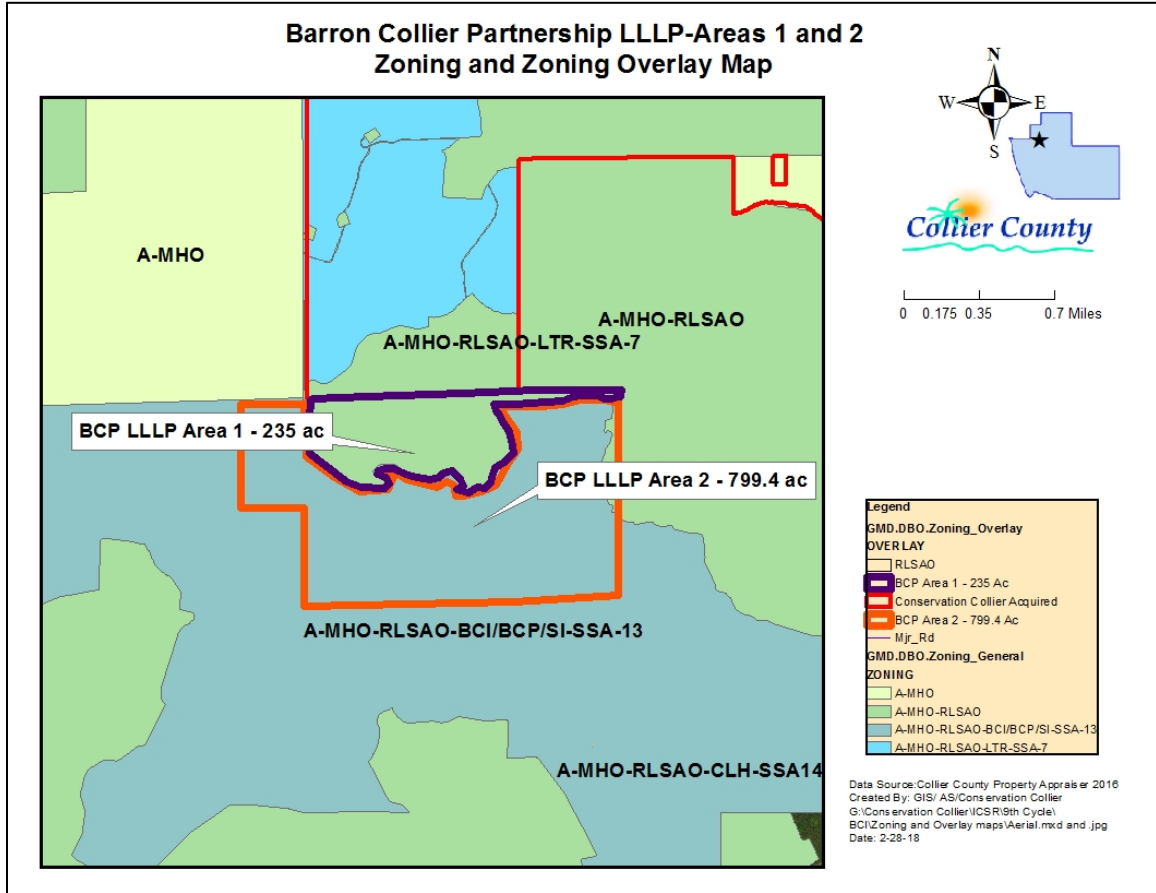 Barron Collier Partnership LLLP-Areas 1 and 2
Zoning and Zoning Overlay Map
N
W
E
S
Collier County
0 0.175 0.35 0.7 Miles
A-MHO
A-MHO-RLSAO
A-MHO-RLSAO-LTR-SSA-7
BCP LLLP Area 1 - 235 ac
BCP LLLP Area 2 - 799.4 ac
A-MHO-RLSAO-BCI/BCP/SI-SSA-13
A-MHO-RLSAO-CLH-SSA14
Legend
GMD.DBO.Zoning_Overlay
OVERLAY
RLSAO
BCP Area 1 - 235 Ac
Conservation Collier Acquired
BCP Area 2 - 799.4 Ac
Mjr_Rd
GMD.DBO.Zoning_General
ZONING
A-MHO
A-MHO-RLSAO
A-MHO-RLSAO-BCI/BCP/SI-SSA-13
A-MHO-RLSAO-LTR-SSA-7
Data Source:Collier County Property Appraiser 2016
Created By: GIS/ AS/Conservation Collier
G:\Conservation Collier\ICSR\9th Cycle\
BCI\Zoning and Overlay maps\Aerial.mxd and .jpg
Date: 2-28-18